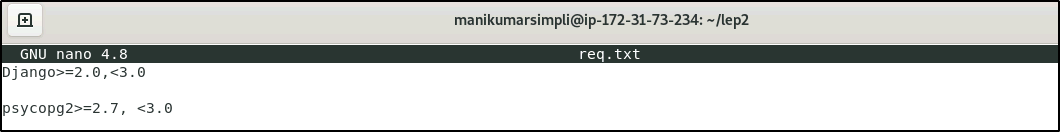 manikumarsimpli@ip-172-31-73-234: ~/lep2
GNU nano 4.8 req.txt
Django>=2.0,<3.0
psycopg2>=2.7, <3.0